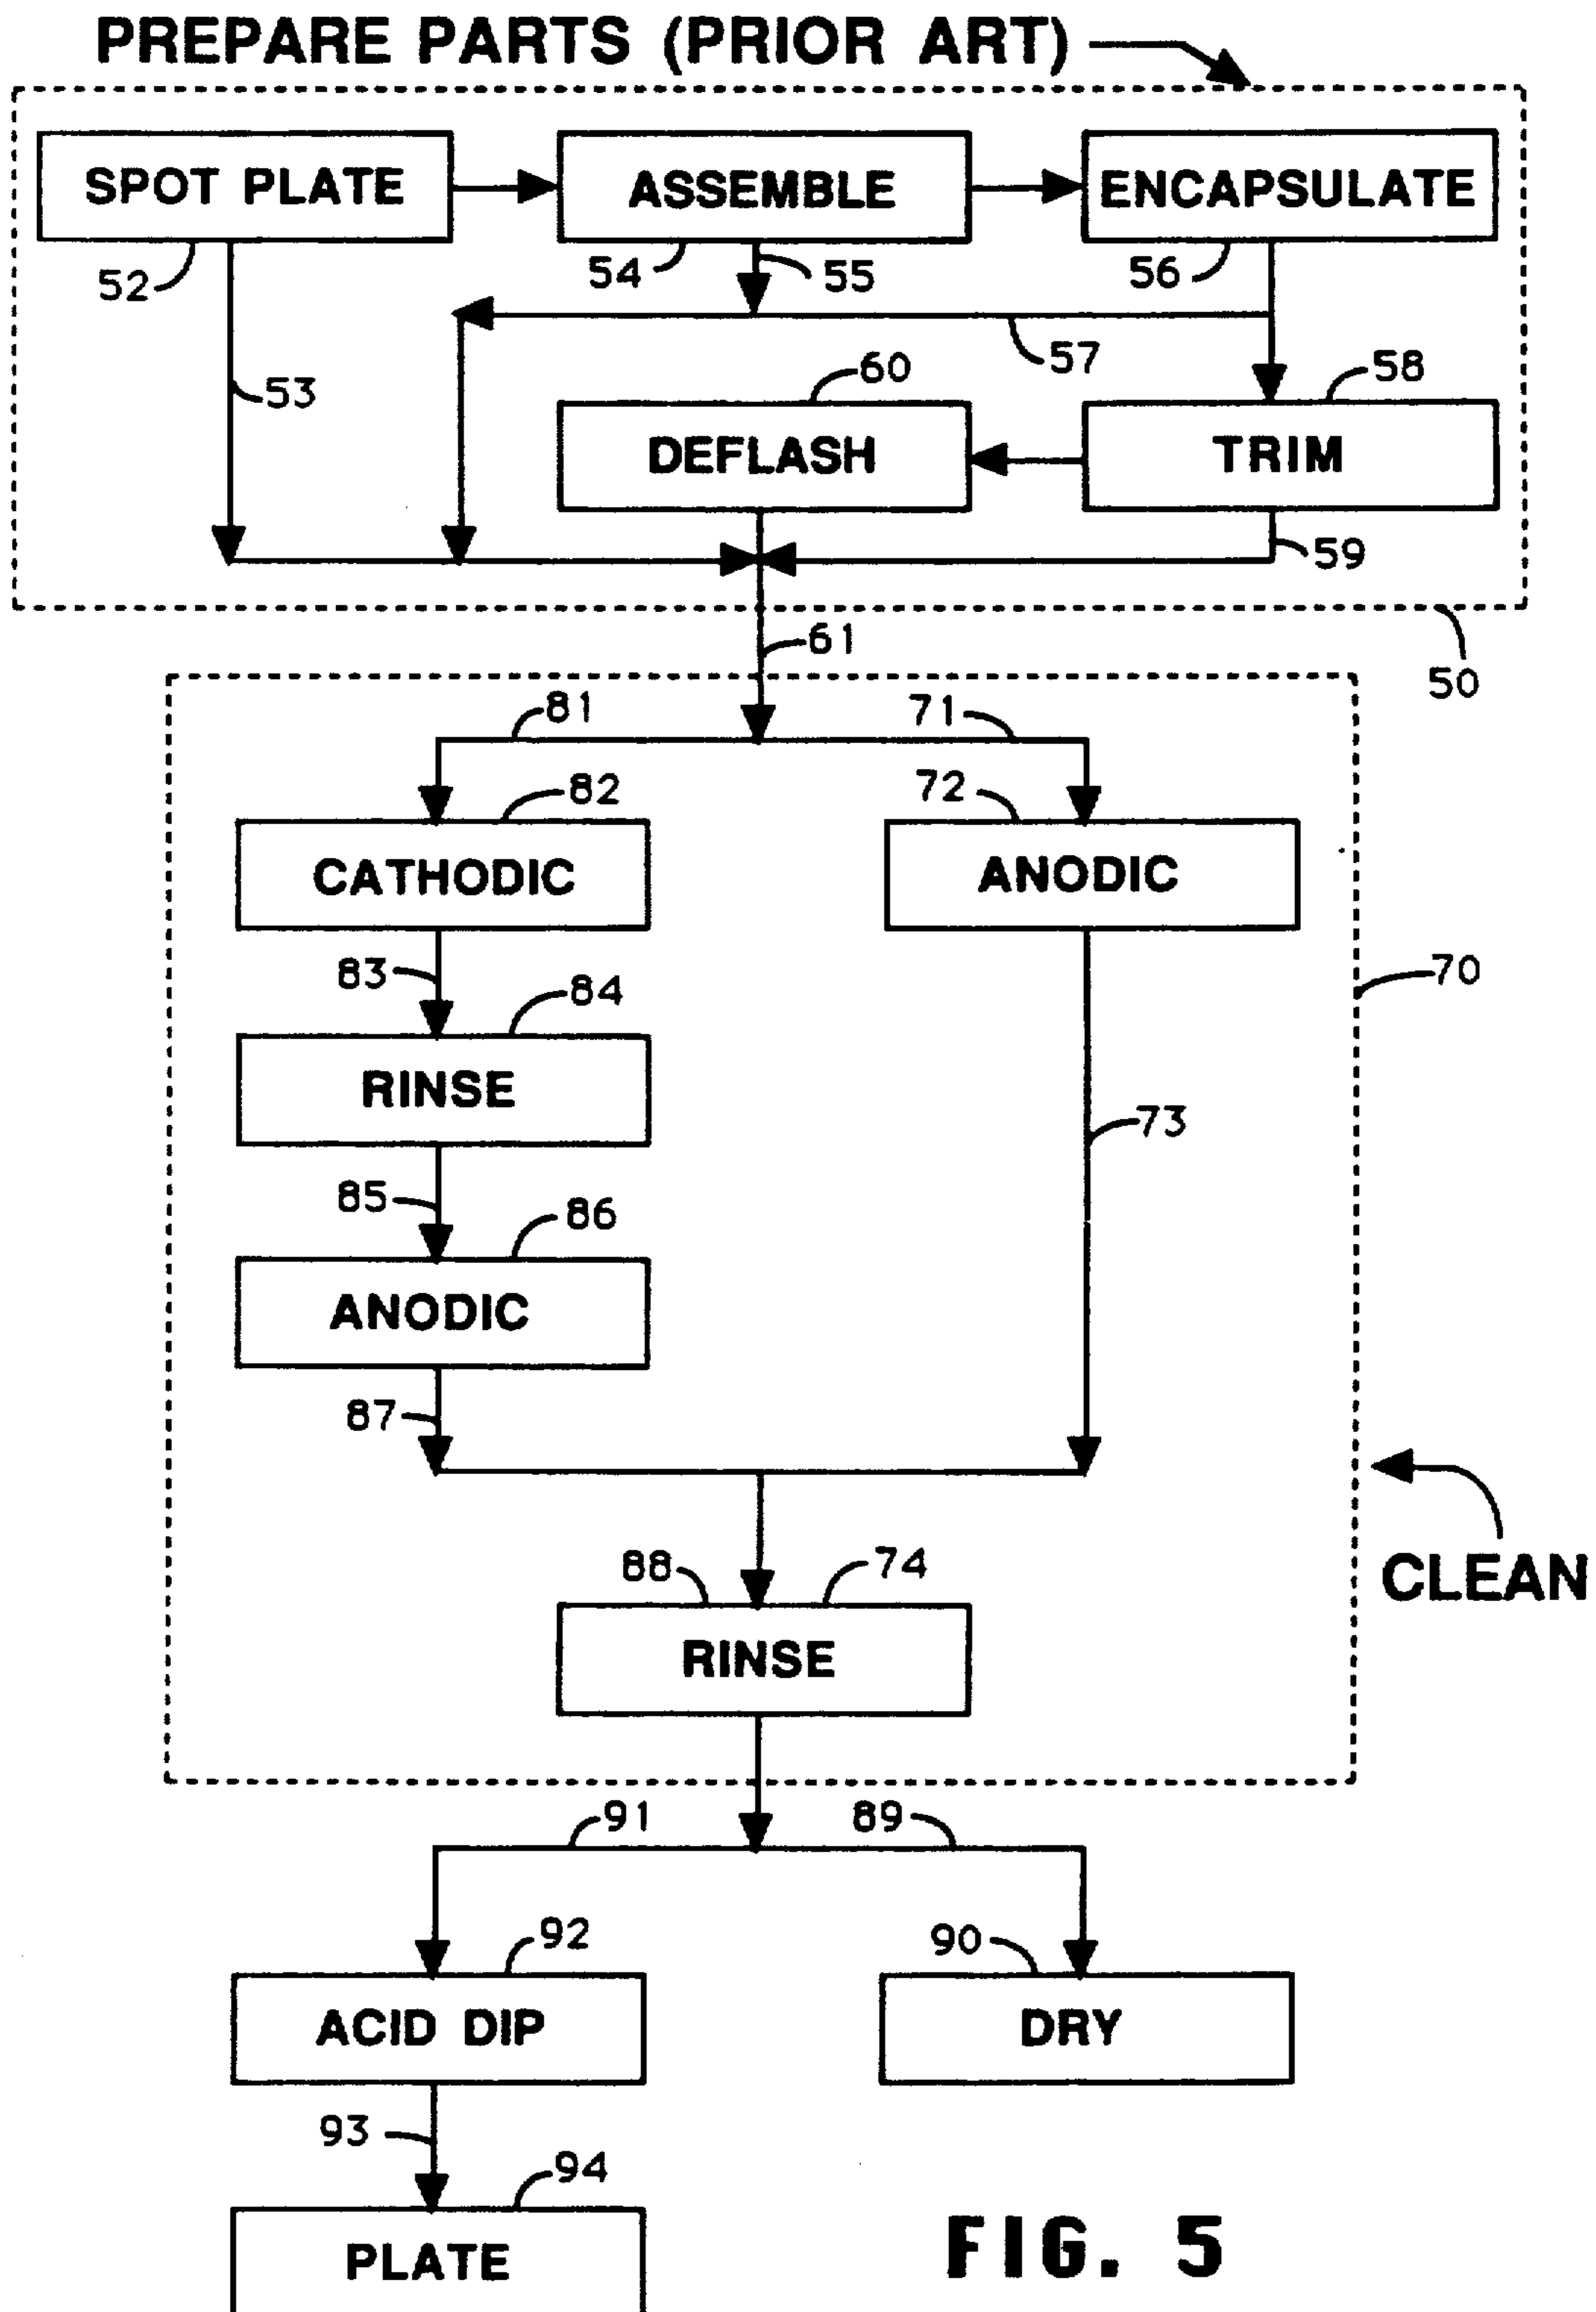 PREPARE PARTS (PRIOR ART)
SPOT PLATE
ASSEMBLE
ENCAPSULATE
52
54
55
56
57
53
60
58
DEFLASH
TRIM
59
61
50
81
71
82
72
CATHODIC
ANODIC
83
84
70
RINSE
73
85
86
ANODIC
87
88
74
CLEAN
RINSE
91
89
92
90
ACID DIP
DRY
93
94
PLATE
FIG. 5